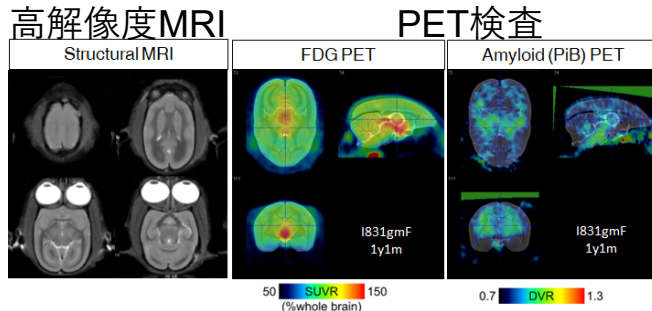 高解像度MRI
PET検査
Structural MRI
FDG PET
Amyloid (PiB) PET
I831gmF
1y1m
I831gmF
1y1m
50 SUVR 150
(%whole brain)
0.7 DVR 1.3